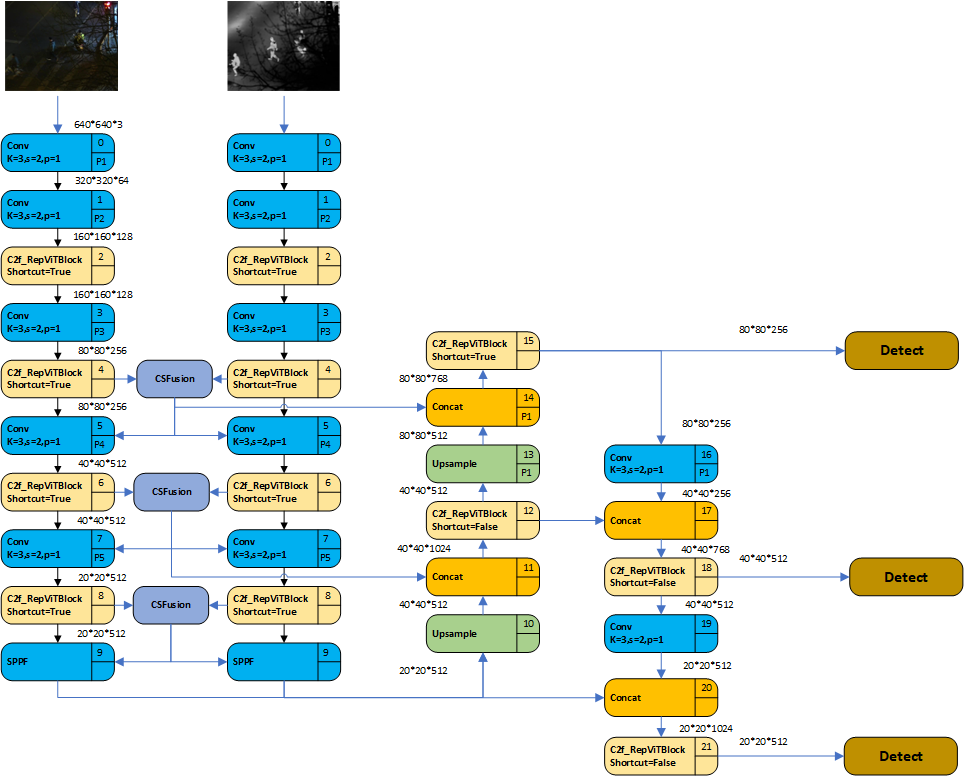 640*640*3
Conv
K=3,s=2,p=1
0
P1
320*320*64
Conv
K=3,s=2,p=1
1
P2
160*160*128
C2f_RepViTBlock
Shortcut=True
2
160*160*128
Conv
K=3,s=2,p=1
3
P3
80*80*256
C2f_RepViTBlock
Shortcut=True
4
80*80*256
Conv
K=3,s=2,p=1
5
P4
40*40*512
C2f_RepViTBlock
Shortcut=True
6
40*40*512
Conv
K=3,s=2,p=1
7
P5
20*20*512
C2f_RepViTBlock
Shortcut=True
8
20*20*512
SPPF
9
CSFusion
CSFusion
CSFusion
Conv
K=3,s=2,p=1
0
P1
Conv
K=3,s=2,p=1
1
P2
C2f_RepViTBlock
Shortcut=True
2
Conv
K=3,s=2,p=1
3
P3
C2f_RepViTBlock
Shortcut=True
4
Conv
K=3,s=2,p=1
5
P4
C2f_RepViTBlock
Shortcut=True
6
Conv
K=3,s=2,p=1
7
P5
C2f_RepViTBlock
Shortcut=True
8
SPPF
9
C2f_RepViTBlock
Shortcut=True
15
80*80*768
Concat
14
P1
80*80*512
Upsample
13
P1
40*40*512
C2f_RepViTBlock
Shortcut=False
12
40*40*1024
Concat
11
40*40*512
Upsample
10
20*20*512
80*80*256
Detect
80*80*256
Conv
K=3,s=2,p=1
16
P1
40*40*256
Concat
17
40*40*768
C2f_RepViTBlock
Shortcut=False
18
40*40*512
Detect
40*40*512
Conv
K=3,s=2,p=1
19
20*20*512
Concat
20
20*20*1024
C2f_RepViTBlock
Shortcut=False
21
20*20*512
Detect